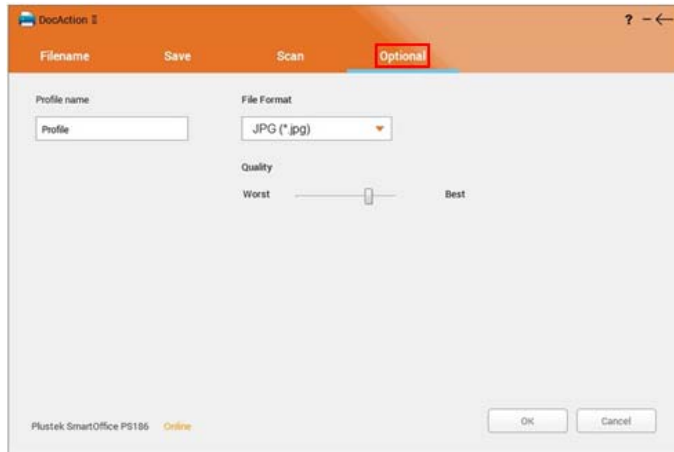 DocAction II
?
Filename Save Scan Optional
Profile name File Format
Profile JPG (*.jpg)
Quality
Worst Best
Plustek SmartOffice PS186 Online OK Cancel